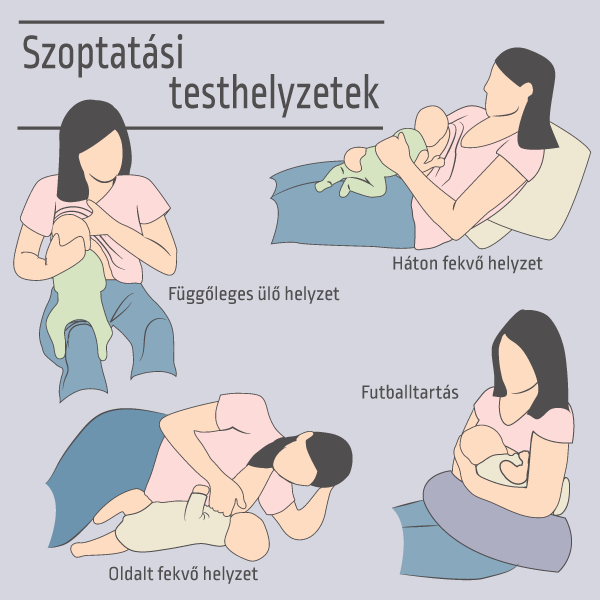 Szoptatási
testhelyzetek
Háton fekvő helyzet
Függőleges ülő helyzet
Futballtartás
Oldalt fekvő helyzet